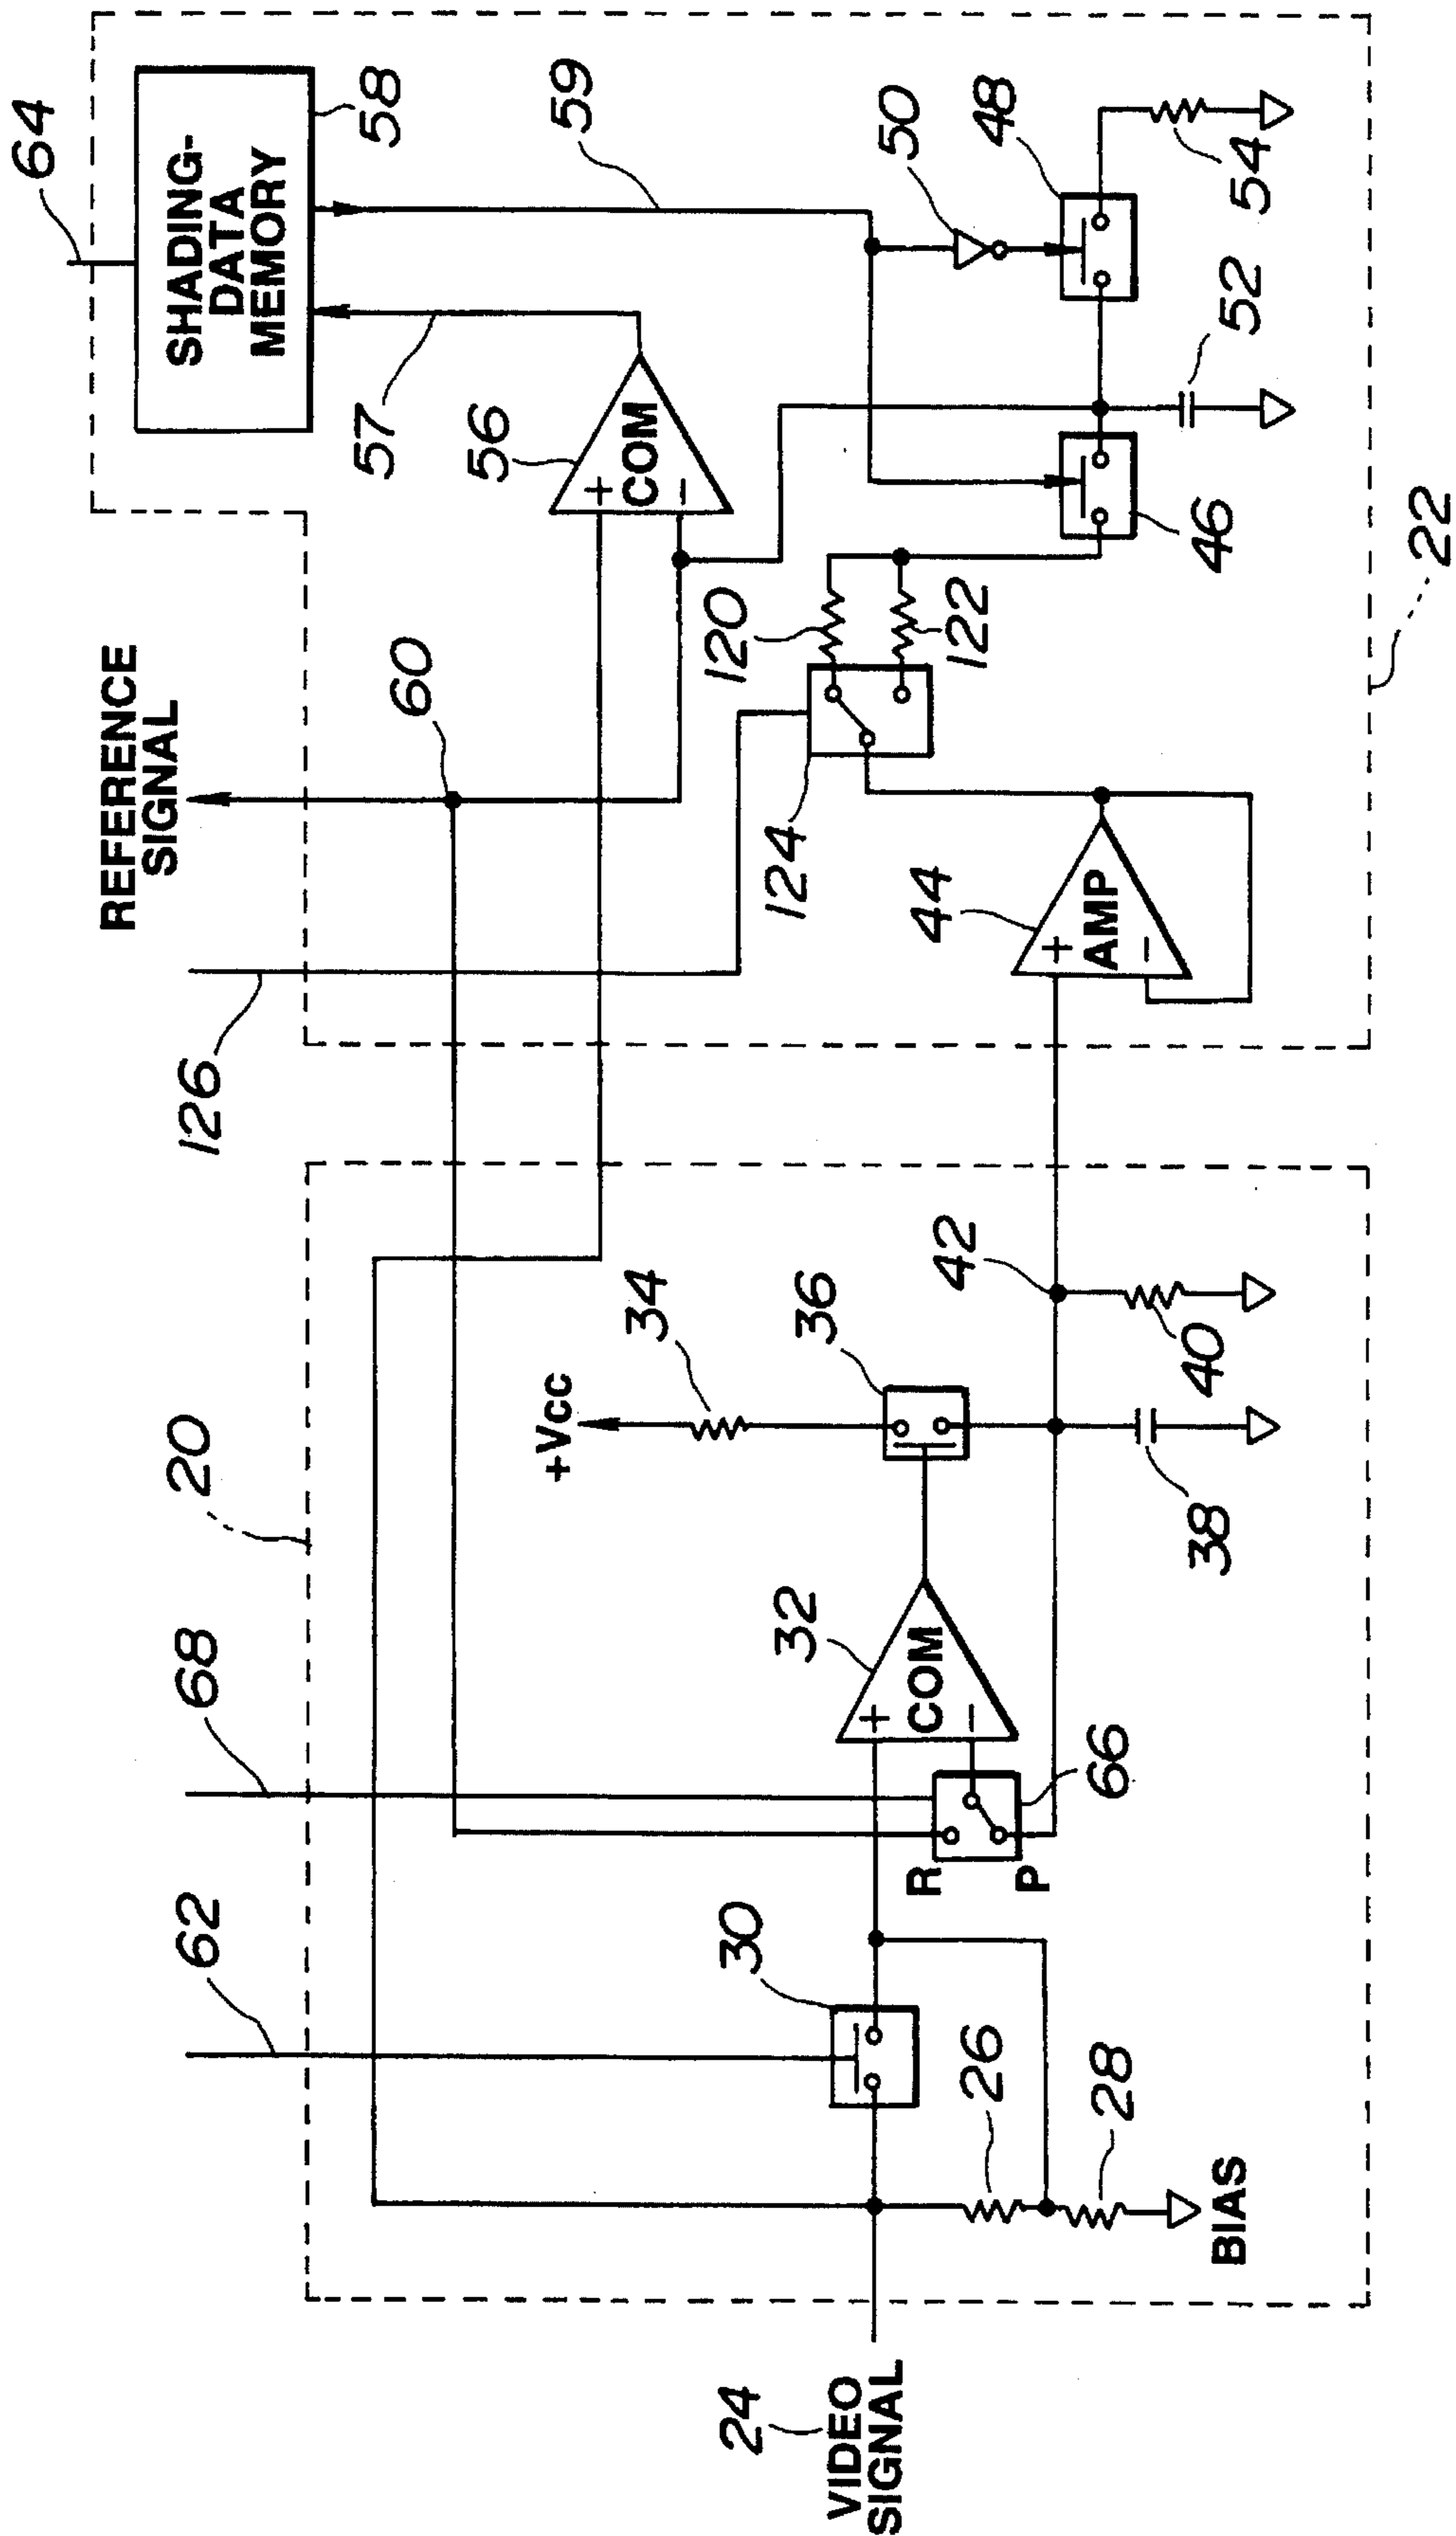 64
SHADING-
DATA
MEMORY
58
59
57
50
48
54
52
56
+
COM
−
46
REFERENCE
SIGNAL
60
120
122
124
126
44
+
AMP
−
22
20
68
62
+Vcc
34
36
42
40
38
32
+
COM
−
66
R
P
30
26
28
BIAS
24
VIDEO
SIGNAL